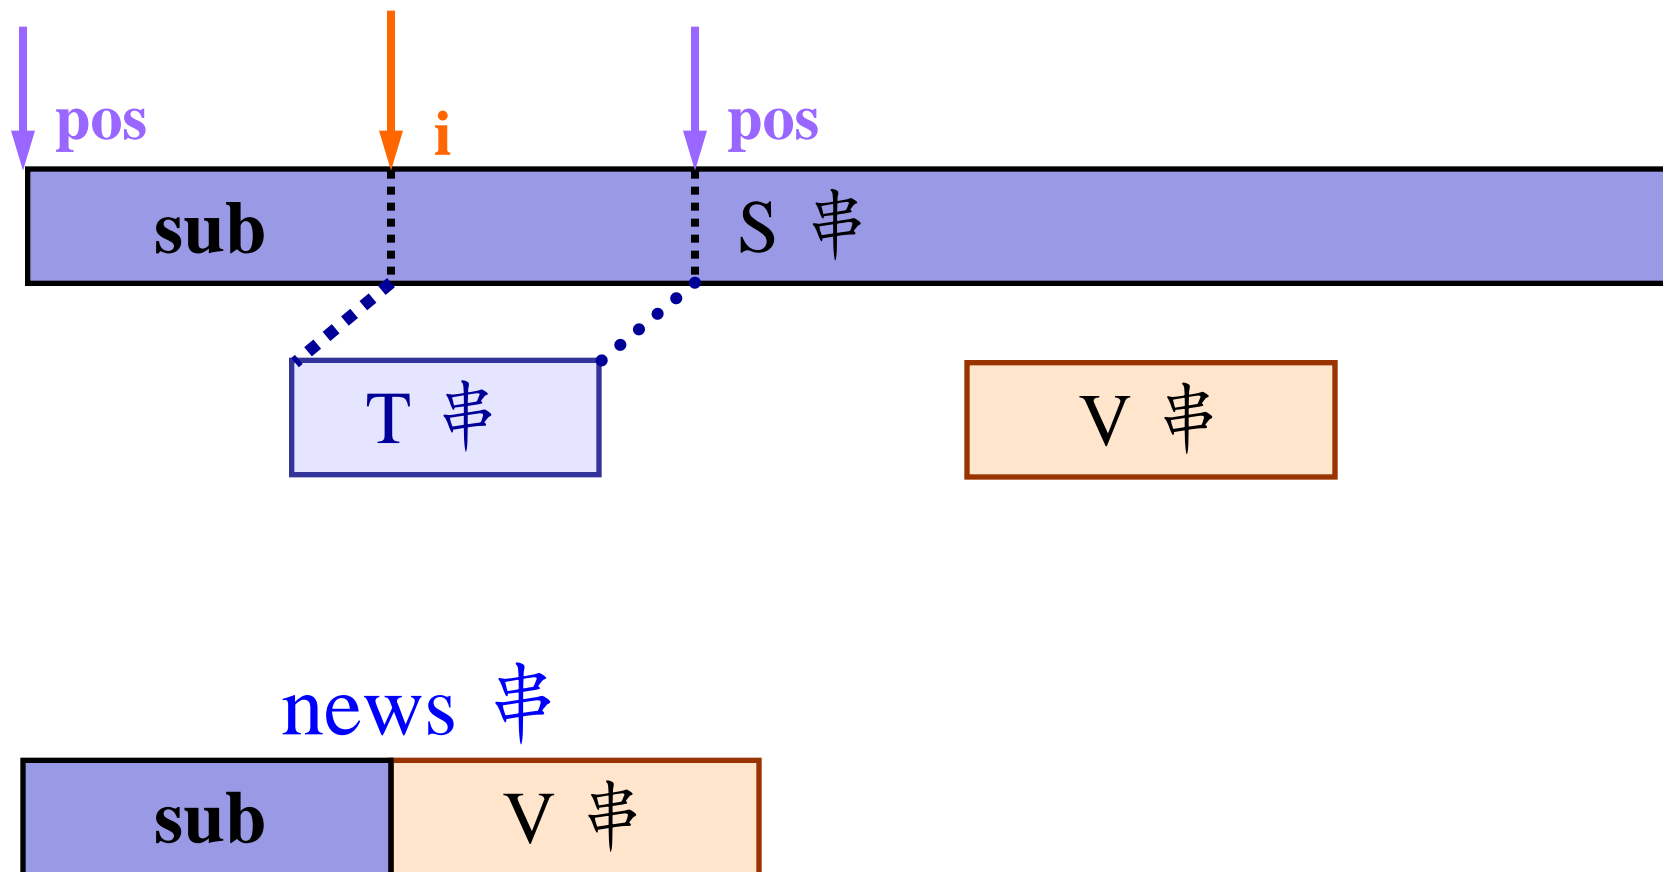 pos i pos
sub S 串
T 串 V 串
news 串
sub V 串